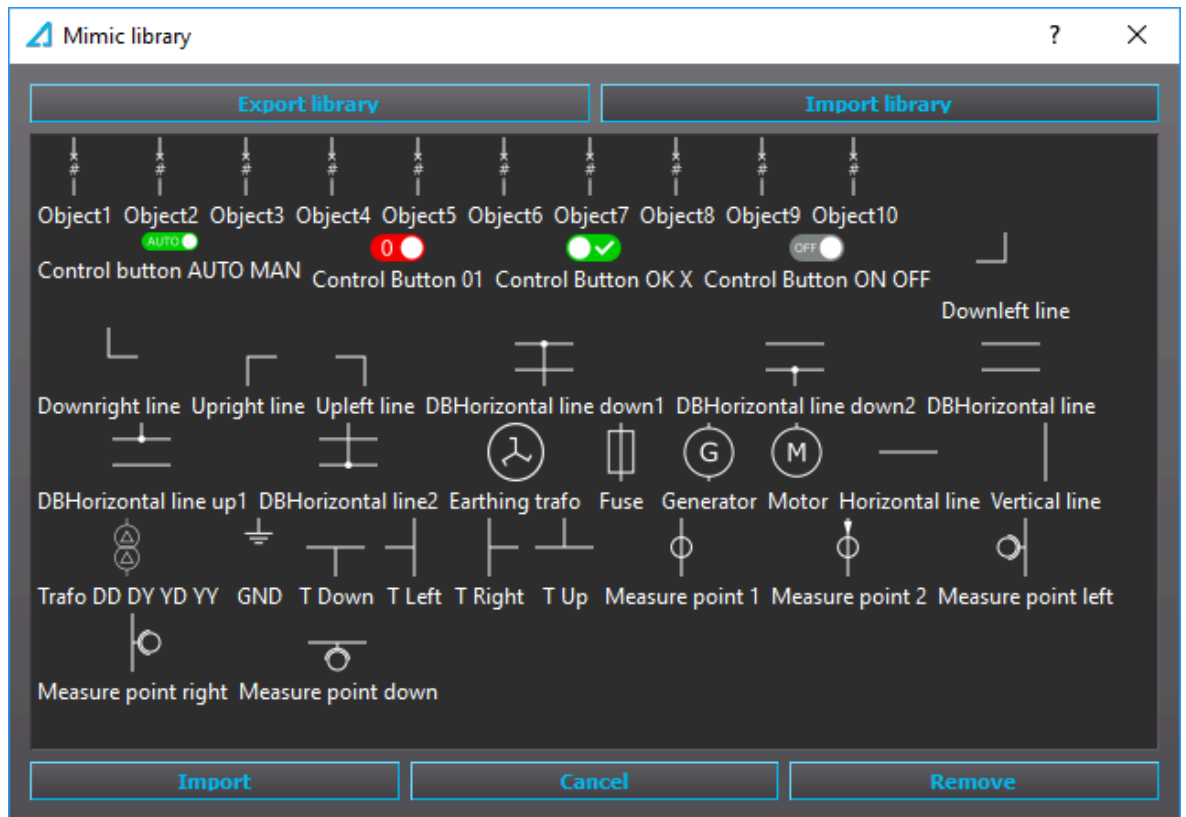 Mimic library ? ×
Export library Import library
# # # # # # # # # #
Object1 Object2 Object3 Object4 Object5 Object6 Object7 Object8 Object9 Object10
AUTO 0 OFF
Control button AUTO MAN Control Button 01 Control Button OK X Control Button ON OFF
Downleft line
Downright line Upright line Upleft line DBHorizontal line down1 DBHorizontal line down2 DBHorizontal line
G M
DBHorizontal line up1 DBHorizontal line2 Earthing trafo Fuse Generator Motor Horizontal line Vertical line
Trafo DD DY YD YY GND T Down T Left T Right T Up Measure point 1 Measure point 2 Measure point left
Measure point right Measure point down
Import Cancel Remove